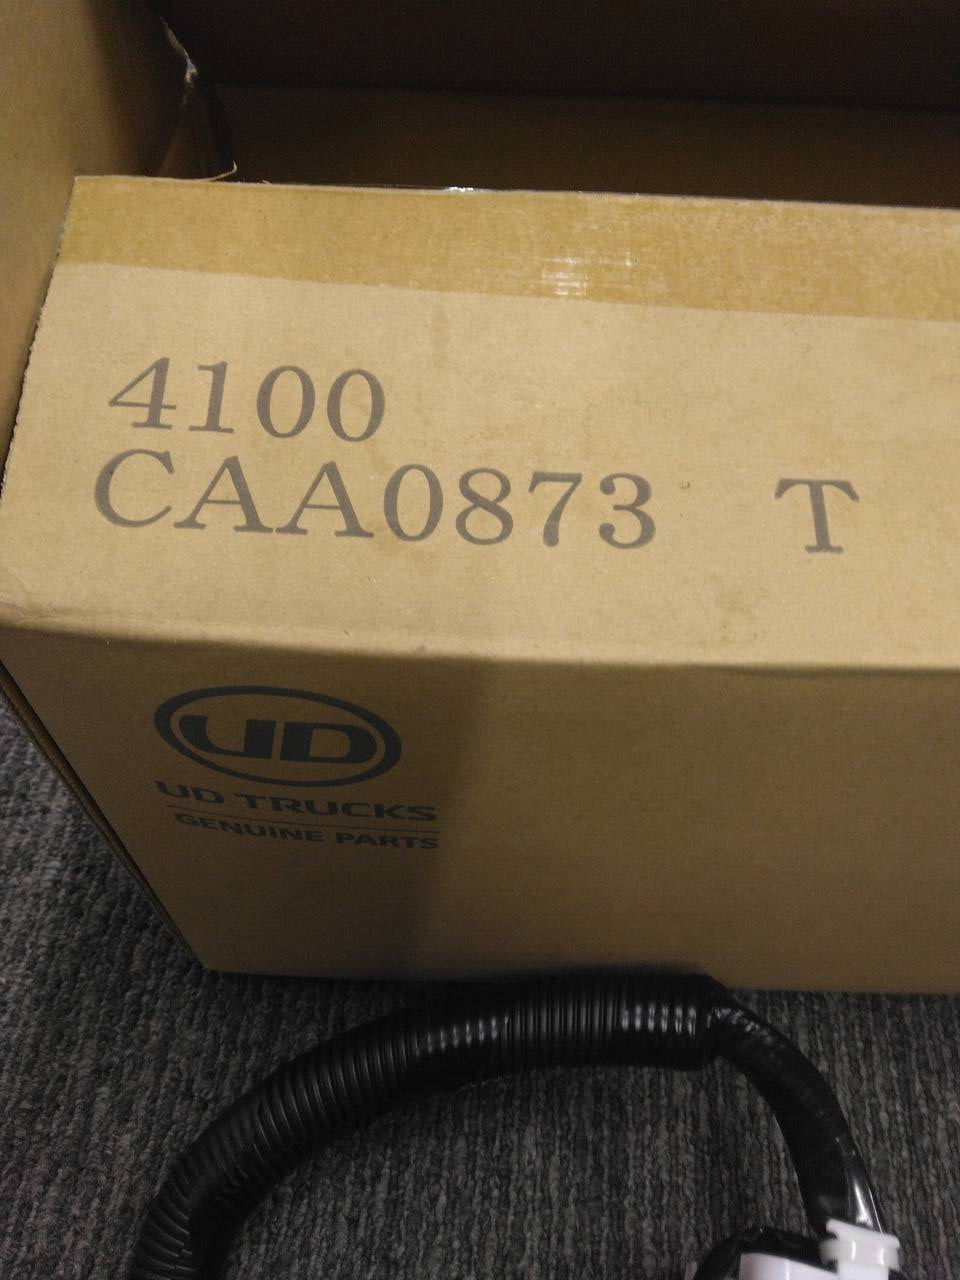 4100
CAA0873 T
UD
UD TRUCKS
GENUINE PARTS